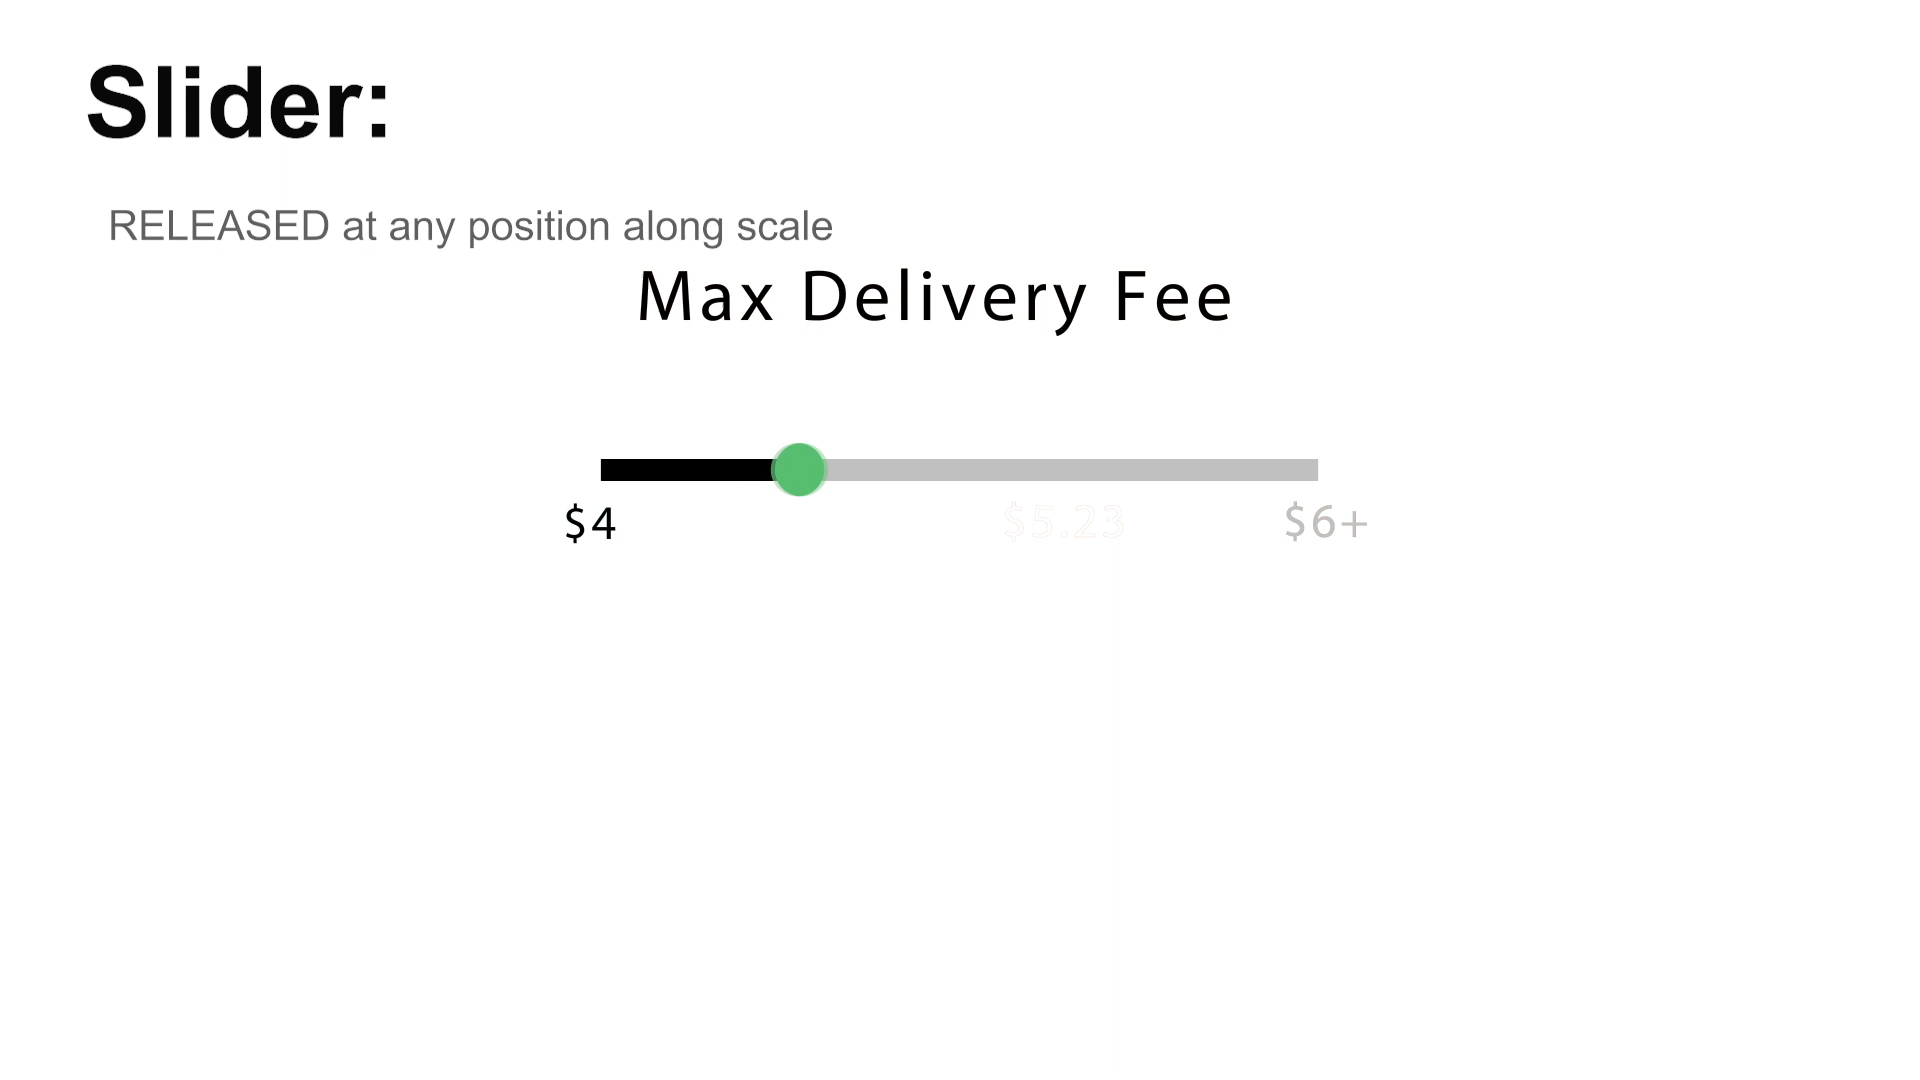 Slider:
RELEASED at any position along scale
Max Delivery Fee
$4 $5.23 $6+